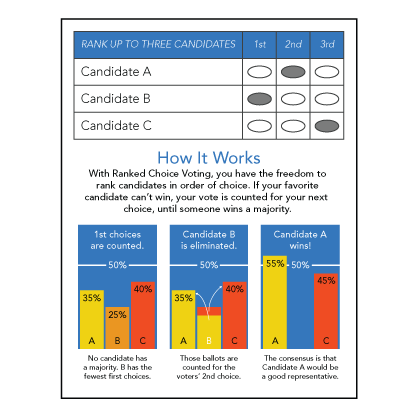 RANK UP TO THREE CANDIDATES 1st 2nd 3rd
Candidate A
Candidate B
Candidate C
How It Works
With Ranked Choice Voting, you have the freedom to
rank candidates in order of choice. If your favorite
candidate can’t win, your vote is counted for your next
choice, until someone wins a majority.
1st choices
are counted.
50%
35%
25%
40%
A B C
No candidate has
a majority. B has the
fewest first choices.
Candidate B
is eliminated.
50%
35%
40%
A B C
Those ballots are
counted for the
voters’ 2nd choice.
Candidate A
wins!
55% 50%
45%
A C
The consensus is that
Candidate A would be
a good representative.